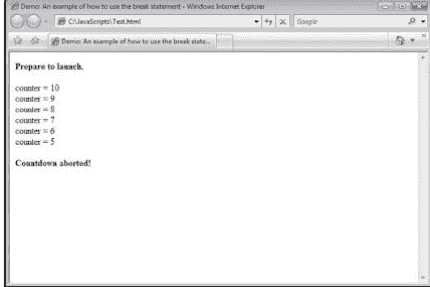 Demo: An example of how to use the break statement - Windows Internet Explorer
C:\JavaScripts\Test.html
Google
Demo: An example of how to use the break state...
Prepare to launch.
counter = 10
counter = 9
counter = 8
counter = 7
counter = 6
counter = 5
Countdown aborted!